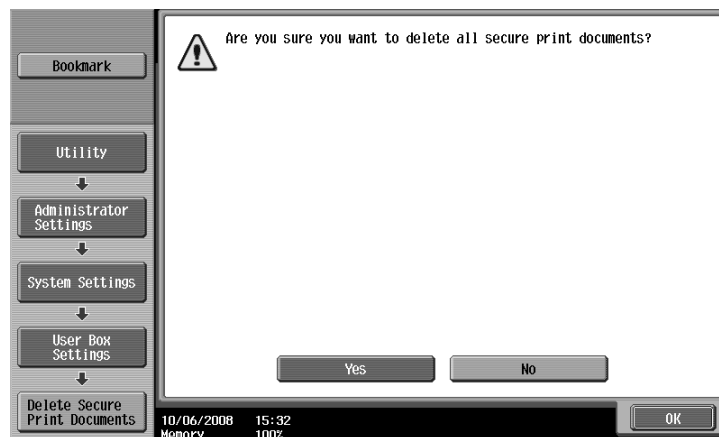 Bookmark
Utility
Administrator
Settings
System Settings
User Box
Settings
Delete Secure
Print Documents
Are you sure you want to delete all secure print documents?
Yes
No
10/06/2008 15:32
Memory 100%
OK